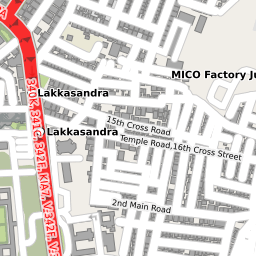 MICO Factory Ju
Lakkasandra
15th Cross Road
Lakkasandra
Temple Road,16th Cross Street
2nd Main Road